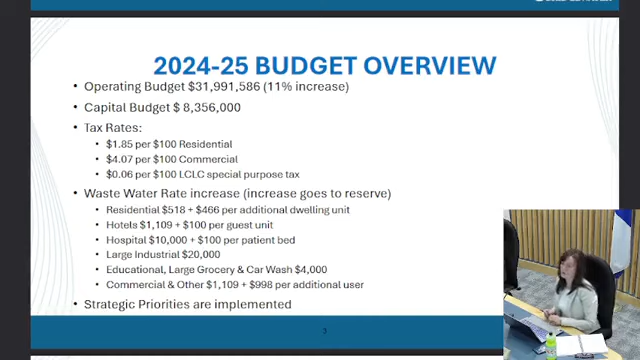 2024-25 BUDGET OVERVIEW
• Operating Budget $31,991,586 (11% increase)
• Capital Budget $ 8,356,000
• Tax Rates:
• $1.85 per $100 Residential
• $4.07 per $100 Commercial
• $0.06 per $100 LCLC special purpose tax
• Waste Water Rate increase (increase goes to reserve)
• Residential $518 + $466 per additional dwelling unit
• Hotels $1,109 + $100 per guest unit
• Hospital $10,000 + $100 per patient bed
• Large Industrial $20,000
• Educational, Large Grocery & Car Wash $4,000
• Commercial & Other $1,109 + $998 per additional user
• Strategic Priorities are implemented